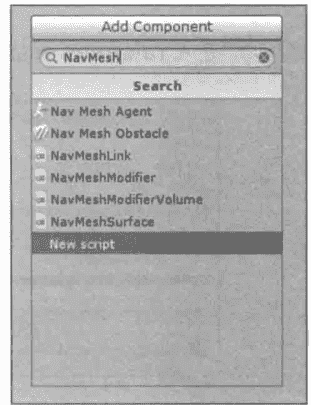 Add Component
NavMesh
Search
Nav Mesh Agent
Nav Mesh Obstacle
NavMeshLink
NavMeshModifier
NavMeshModifierVolume
NavMeshSurface
New script